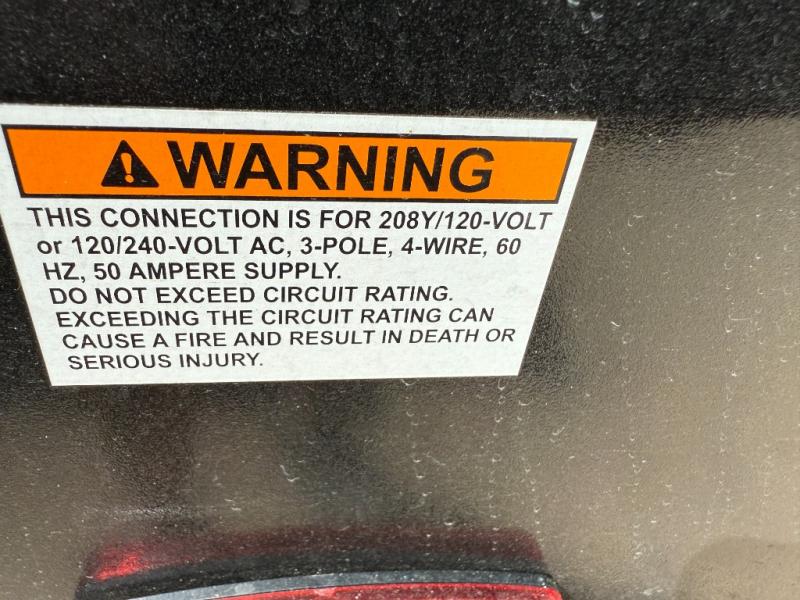 WARNING
THIS CONNECTION IS FOR 208Y/120-VOLT
or 120/240-VOLT AC, 3-POLE, 4-WIRE, 60
HZ, 50 AMPERE SUPPLY.
DO NOT EXCEED CIRCUIT RATING.
EXCEEDING THE CIRCUIT RATING CAN
CAUSE A FIRE AND RESULT IN DEATH OR
SERIOUS INJURY.